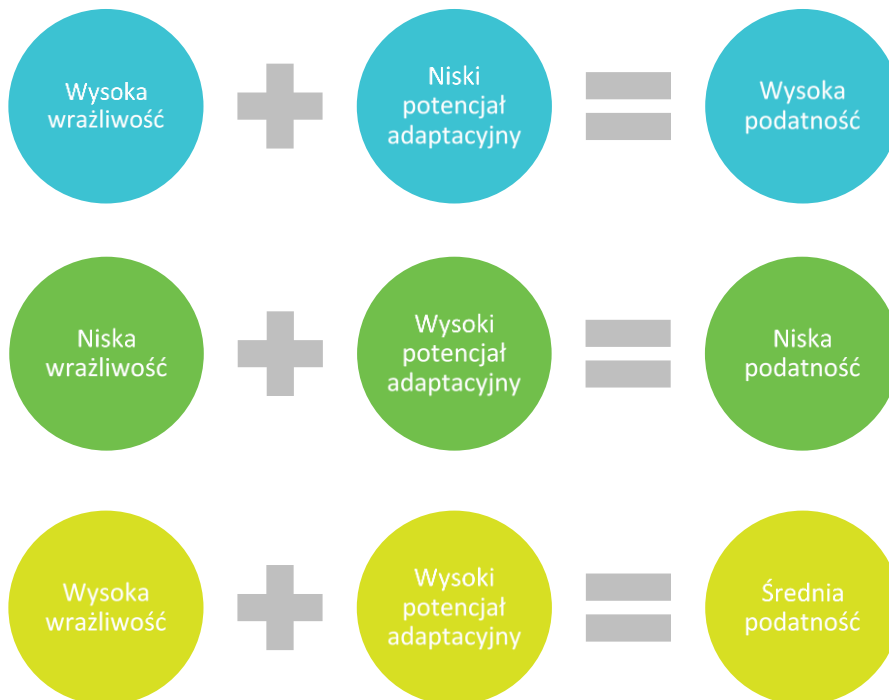 Wysoka
wrażliwość
Niski
potencjał
adaptacyjny
Wysoka
podatność
Niska
wrażliwość
Wysoki
potencjał
adaptacyjny
Niska
podatność
Wysoka
wrażliwość
Wysoki
potencjał
adaptacyjny
Średnia
podatność